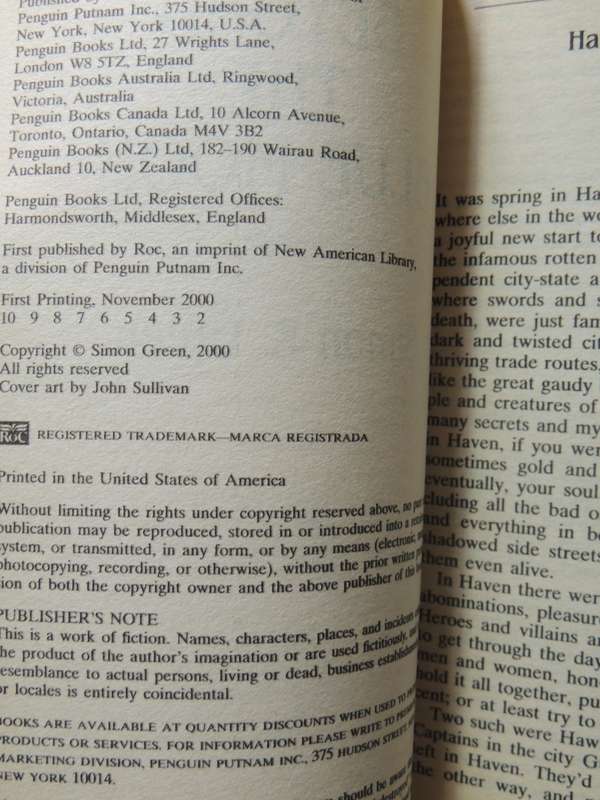 Published by
Penguin Putnam Inc., 375 Hudson Street,
New York, New York 10014, U.S.A.
Penguin Books Ltd, 27 Wrights Lane,
London W8 5TZ, England
Penguin Books Australia Ltd, Ringwood,
Victoria, Australia
Penguin Books Canada Ltd, 10 Alcorn Avenue,
Toronto, Ontario, Canada M4V 3B2
Penguin Books (N.Z.) Ltd, 182–190 Wairau Road,
Auckland 10, New Zealand
Penguin Books Ltd, Registered Offices:
Harmondsworth, Middlesex, England
First published by Roc, an imprint of New American Library,
a division of Penguin Putnam Inc.
First Printing, November 2000
10 9 8 7 6 5 4 3 2
Copyright © Simon Green, 2000
All rights reserved
Cover art by John Sullivan
ROC REGISTERED TRADEMARK—MARCA REGISTRADA
Printed in the United States of America
Without limiting the rights under copyright reserved above, no
publication may be reproduced, stored in or introduced into a
system, or transmitted, in any form, or by any means (electronic,
photocopying, recording, or otherwise), without the prior written
tion of both the copyright owner and the above publisher of this
PUBLISHER'S NOTE
This is a work of fiction. Names, characters, places, and incidents
the product of the author's imagination or are used fictitiously,
resemblance to actual persons, living or dead, business
or locales is entirely coincidental.
BOOKS ARE AVAILABLE AT QUANTITY DISCOUNTS WHEN USED TO
PRODUCTS OR SERVICES. FOR INFORMATION PLEASE WRITE TO
MARKETING DIVISION, PENGUIN PUTNAM INC., 375 HUDSON STREET,
NEW YORK 10014.
should be aware
Ha
It was spring in Ha
where else in the wo
a joyful new start to
the infamous rotten
pendent city-state a
where swords and s
death, were just fam
dark and twisted cit
thriving trade routes,
like the great gaudy
ple and creatures of
many secrets and my
in Haven, if you wer
sometimes gold and
eventually, your soul
cluding all the bad o
and everything in be
shadowed side streets
them even alive.
In Haven there were
abominations, pleasur
Heroes and villains a
to get through the day
men and women, hon
hold it all together, pu
cent; or at least try to
Two such were Haw
Captains in the city G
left in Haven. They'd
the other way, and